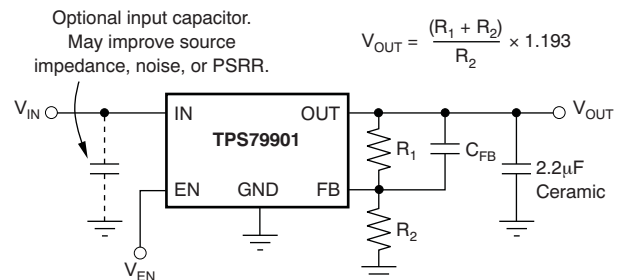 Optional input capacitor.
May improve source
impedance, noise, or PSRR.
V_OUT = (R_1 + R_2) / R_2 × 1.193
V_IN
IN
OUT
V_OUT
TPS79901
R_1
C_FB
2.2µF
Ceramic
EN
GND
FB
R_2
V_EN